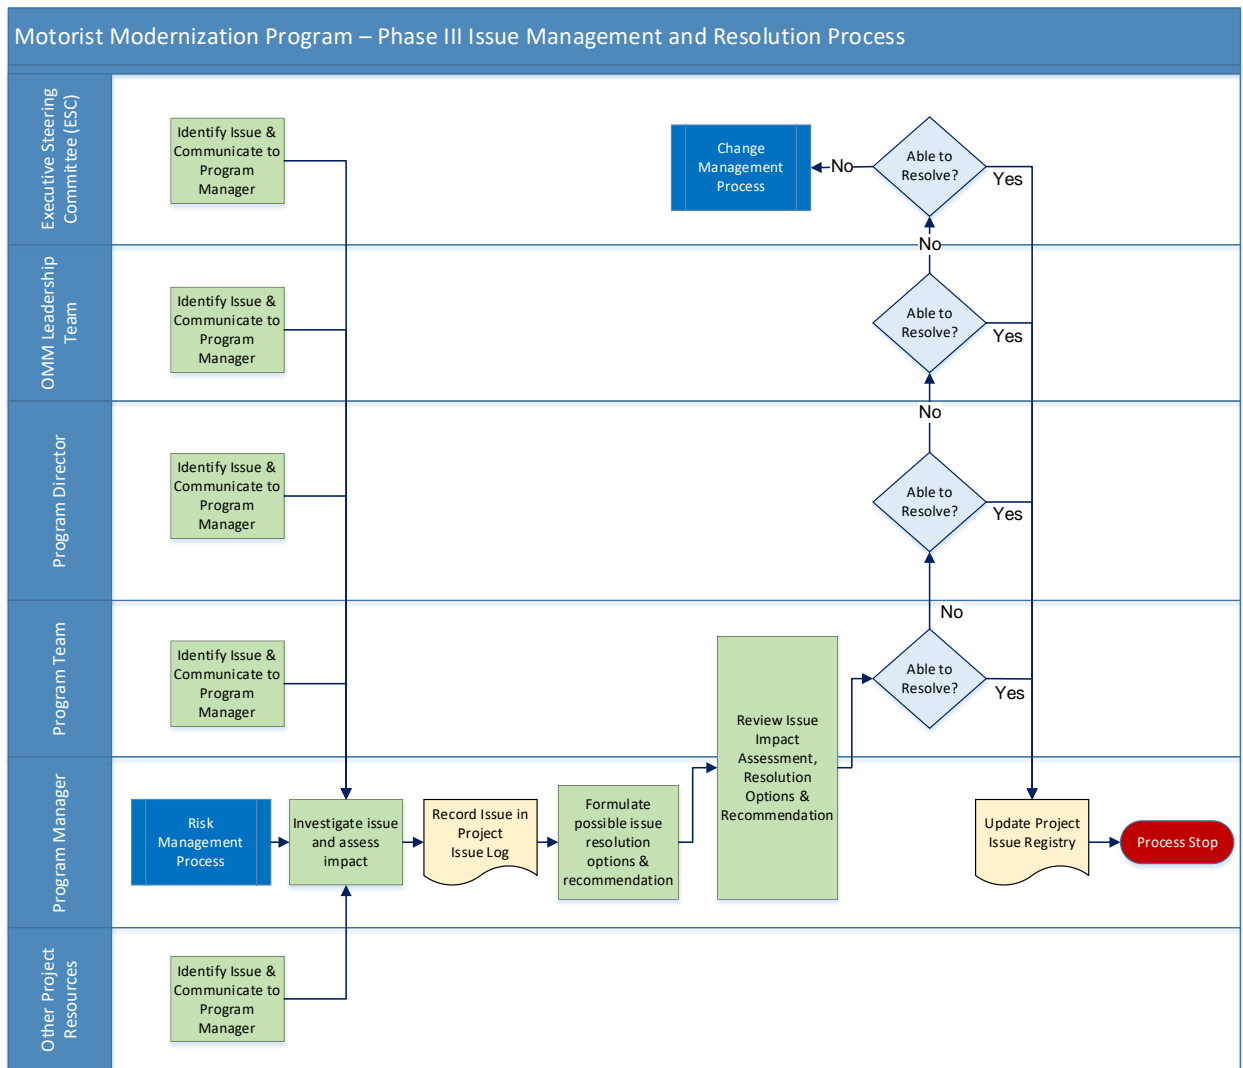 Motorist Modernization Program – Phase III Issue Management and Resolution Process
Executive Steering
Committee (ESC)
Identify Issue &
Communicate to
Program
Manager
Change
Management
Process
No
Able to
Resolve?
Yes
No
OMM Leadership
Team
Identify Issue &
Communicate to
Program
Manager
Able to
Resolve?
Yes
No
Program Director
Identify Issue &
Communicate to
Program
Manager
Able to
Resolve?
Yes
No
Program Team
Identify Issue &
Communicate to
Program
Manager
Able to
Resolve?
Yes
Review Issue
Impact
Assessment,
Resolution
Options &
Recommendation
Program Manager
Risk
Management
Process
Investigate issue
and assess
impact
Record Issue in
Project
Issue Log
Formulate
possible issue
resolution
options &
recommendation
Update Project
Issue Registry
Process Stop
Other Project
Resources
Identify Issue &
Communicate to
Program
Manager